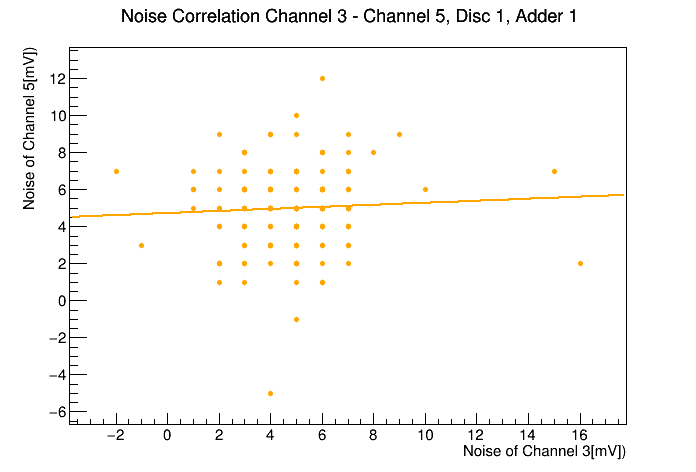 Noise Correlation Channel 3 - Channel 5, Disc 1, Adder 1
Noise of Channel 5[mV])
12
10
8
6
4
2
0
−2
−4
−6
−2 0 2 4 6 8 10 12 14 16
Noise of Channel 3[mV])